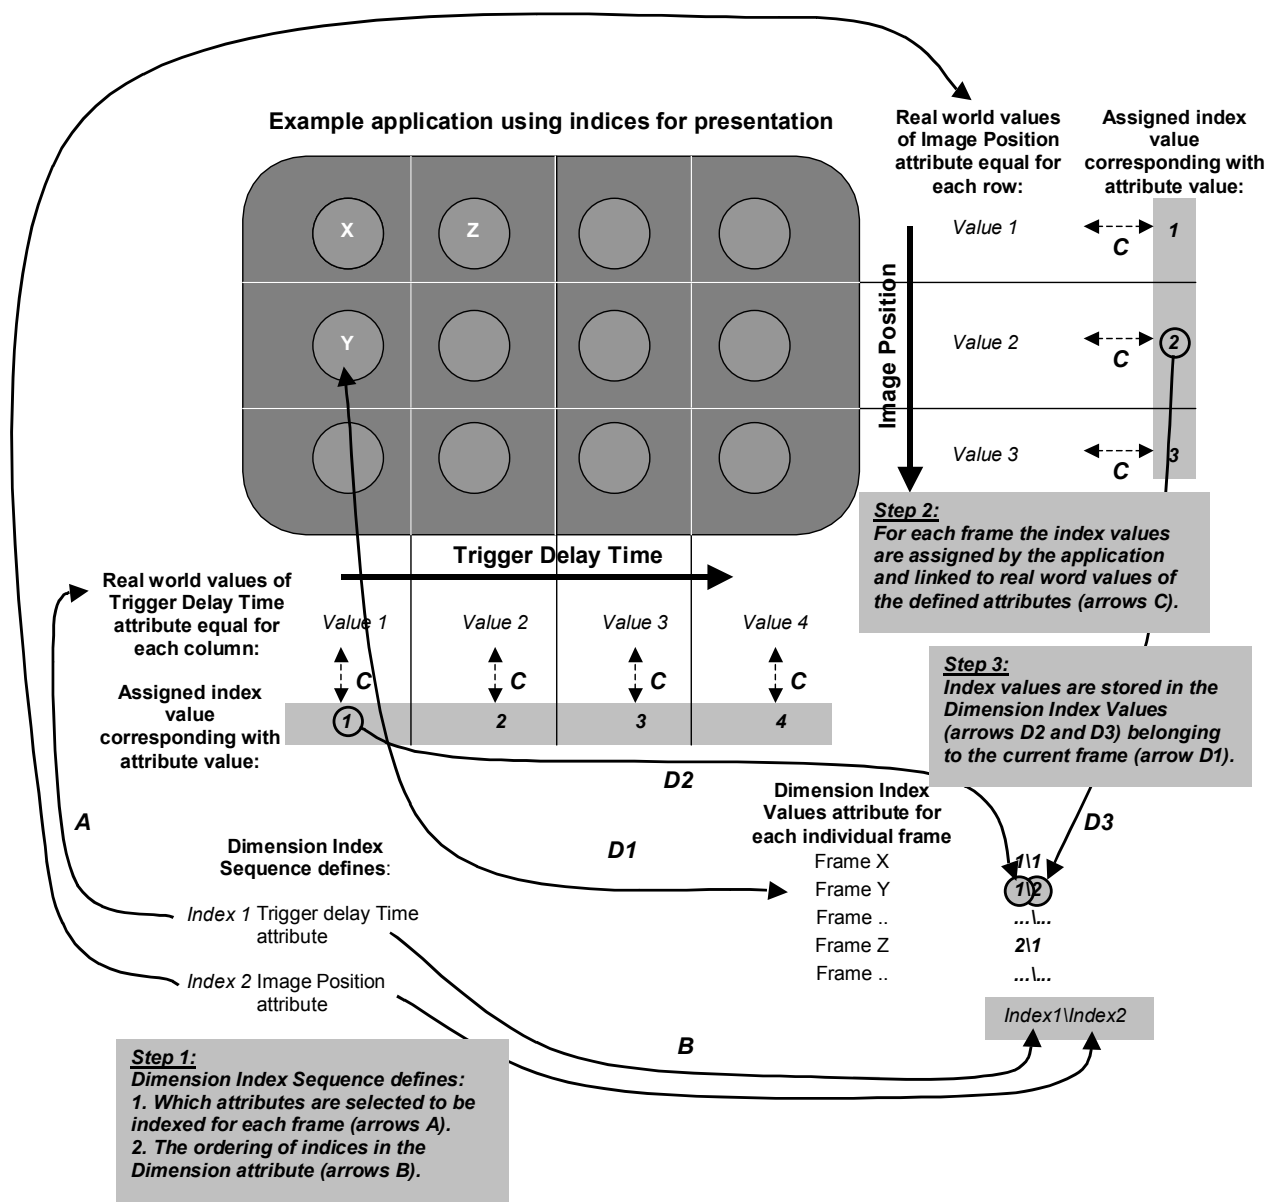 Example application using indices for presentation
Real world values
of Image Position
attribute equal for
each row:
Assigned index
value
corresponding with
attribute value:
X
Z
Y
Image Position
Value 1
C
1
Value 2
C
2
Value 3
C
3
Step 2:
For each frame the index values
are assigned by the application
and linked to real word values of
the defined attributes (arrows C).
Trigger Delay Time
Real world values of
Trigger Delay Time
attribute equal for
each column:
Value 1
Value 2
Value 3
Value 4
C
C
C
C
Assigned index
value
corresponding with
attribute value:
1
2
3
4
Step 3:
Index values are stored in the
Dimension Index Values
(arrows D2 and D3) belonging
to the current frame (arrow D1).
D2
D3
D1
A
Dimension Index
Values attribute for
each individual frame
Frame X 1\1
Frame Y 1\2
Frame .. ...\...
Frame Z 2\1
Frame .. ...\...
Index1\Index2
Dimension Index
Sequence defines:
Index 1 Trigger delay Time
attribute
Index 2 Image Position
attribute
B
Step 1:
Dimension Index Sequence defines:
1. Which attributes are selected to be
indexed for each frame (arrows A).
2. The ordering of indices in the
Dimension attribute (arrows B).